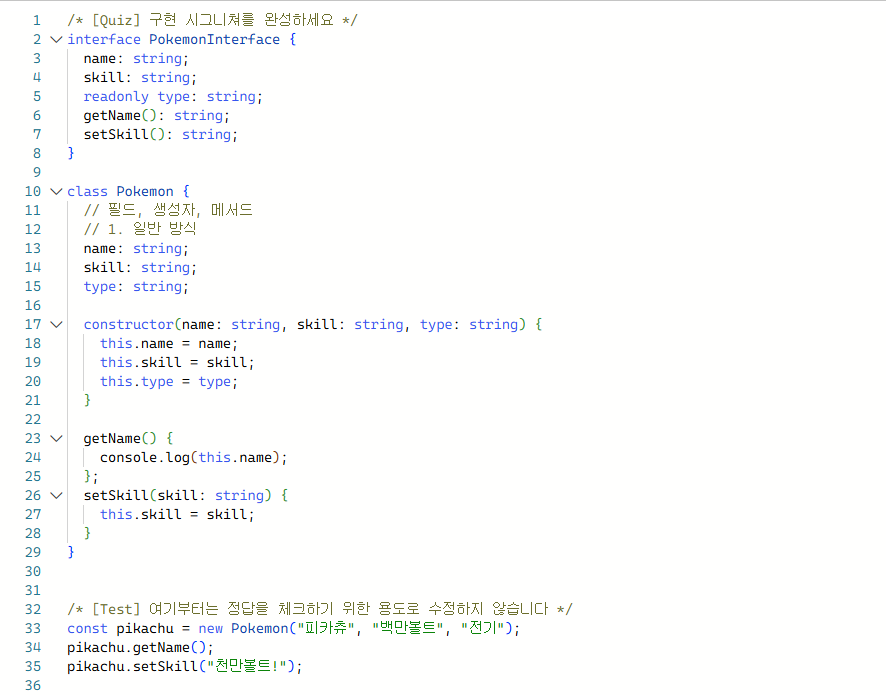 1 /* [Quiz] 구현 시그니쳐를 완성하세요 */
2 interface PokemonInterface {
3 name: string;
4 skill: string;
5 readonly type: string;
6 getName(): string;
7 setSkill(): string;
8 }
9
10 class Pokemon {
11 // 필드, 생성자, 메서드
12 // 1. 일반 방식
13 name: string;
14 skill: string;
15 type: string;
16
17 constructor(name: string, skill: string, type: string) {
18 this.name = name;
19 this.skill = skill;
20 this.type = type;
21 }
22
23 getName() {
24 console.log(this.name);
25 };
26 setSkill(skill: string) {
27 this.skill = skill;
28 }
29 }
30
31
32 /* [Test] 여기부터는 정답을 체크하기 위한 용도로 수정하지 않습니다 */
33 const pikachu = new Pokemon("피카츄", "백만볼트", "전기");
34 pikachu.getName();
35 pikachu.setSkill("천만볼트!");
36